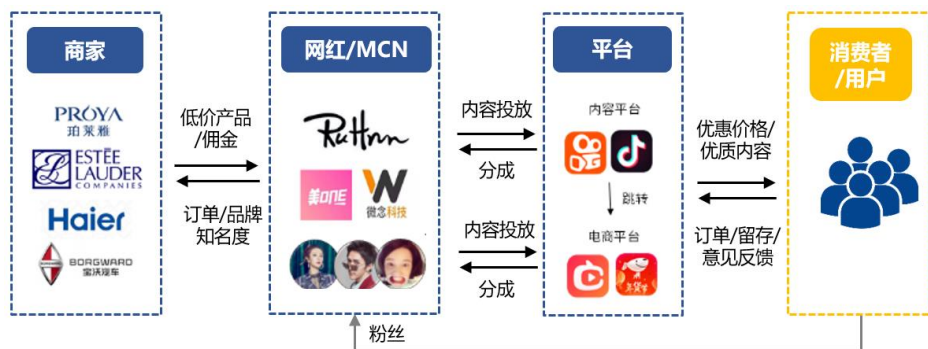 商家
网红/MCN
平台
消费者
/用户
PRÓYA
珀莱雅
ESTĒE
LAUDER
COMPANIES
Haier
BORGWARD
宝沃汽车
低价产品
/佣金
订单/品牌
知名度
RuHnn
美ONE
微念科技
内容投放
分成
内容投放
分成
内容平台
跳转
电商平台
年货节
优惠价格/
优质内容
订单/留存/
意见反馈
粉丝